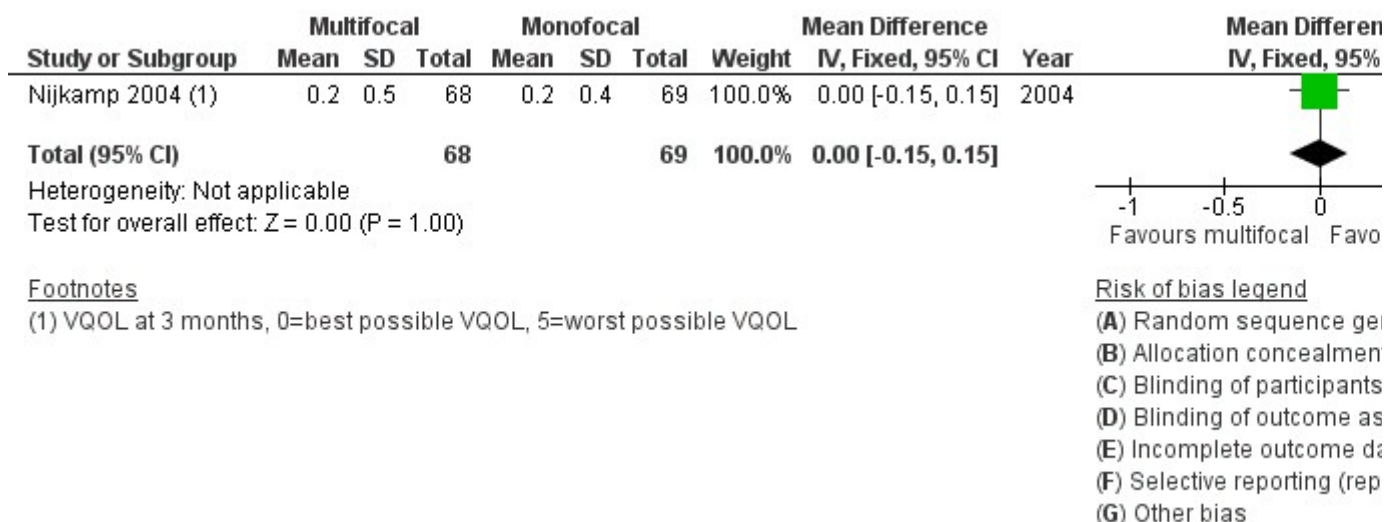 Multifocal Monofocal Mean Difference Mean Differen
Study or Subgroup Mean SD Total Mean SD Total Weight IV, Fixed, 95% CI Year IV, Fixed, 95%
Nijkamp 2004 (1) 0.2 0.5 68 0.2 0.4 69 100.0% 0.00 [-0.15, 0.15] 2004
Total (95% CI) 68 69 100.0% 0.00 [-0.15, 0.15]
Heterogeneity: Not applicable
Test for overall effect: Z = 0.00 (P = 1.00)
-1 -0.5 0
Favours multifocal Favo
Footnotes
(1) VQOL at 3 months, 0=best possible VQOL, 5=worst possible VQOL
Risk of bias legend
(A) Random sequence ge
(B) Allocation concealmen
(C) Blinding of participants
(D) Blinding of outcome as
(E) Incomplete outcome da
(F) Selective reporting (rep
(G) Other bias